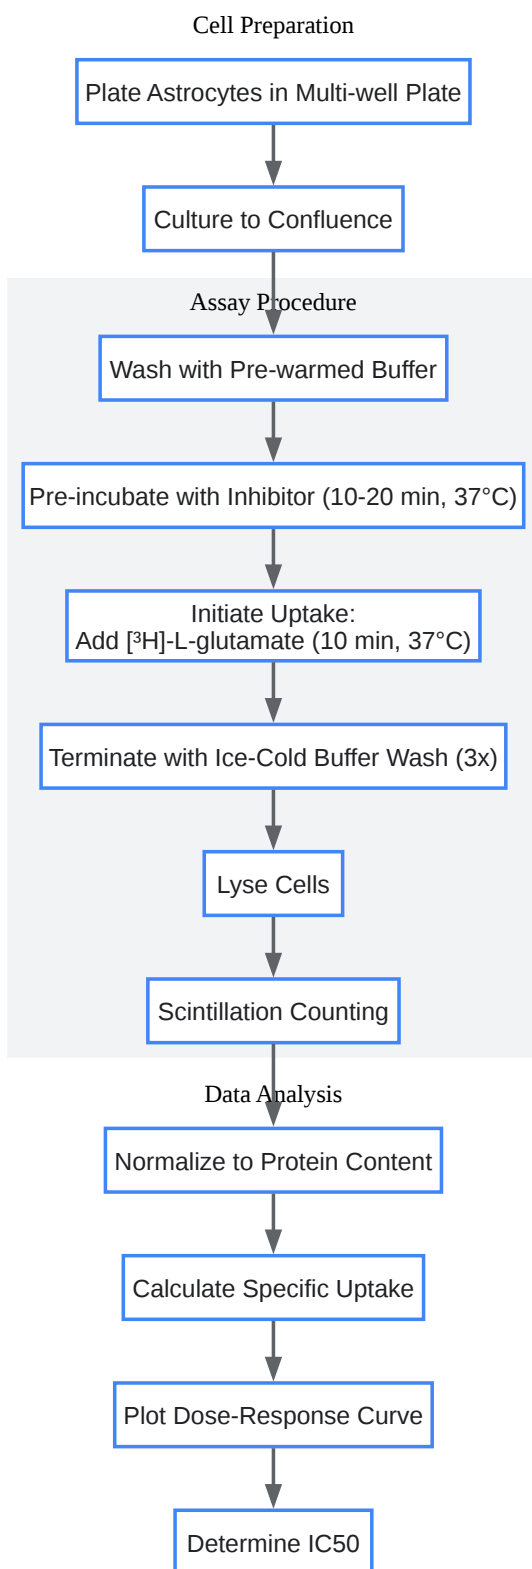 Cell Preparation
Plate Astrocytes in Multi-well Plate
Culture to Confluence
Assay Procedure
Wash with Pre-warmed Buffer
Pre-incubate with Inhibitor (10-20 min, 37°C)
Initiate Uptake:
Add [³H]-L-glutamate (10 min, 37°C)
Terminate with Ice-Cold Buffer Wash (3x)
Lyse Cells
Scintillation Counting
Data Analysis
Normalize to Protein Content
Calculate Specific Uptake
Plot Dose-Response Curve
Determine IC50